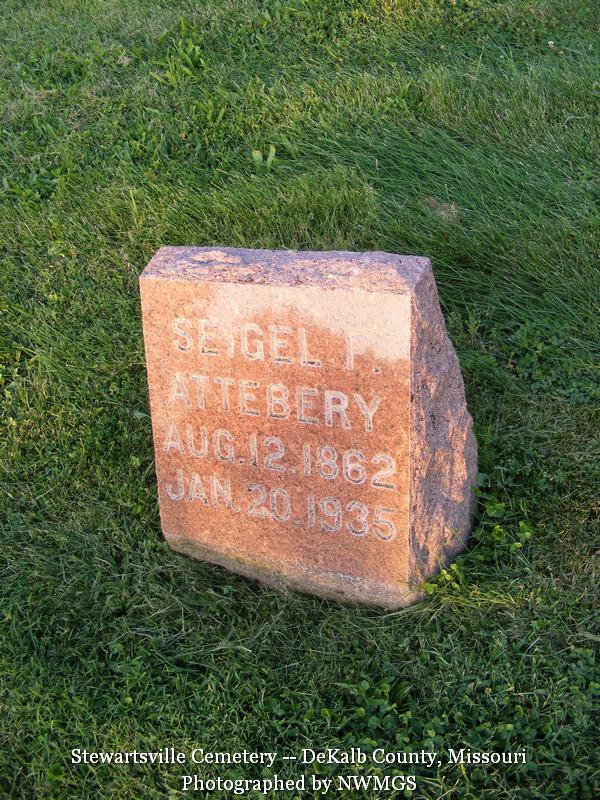 SEIGEL F.
ATTEBERY
AUG. 12. 1862
JAN. 20. 1935
Stewartsville Cemetery -- DeKalb County, Missouri
Photographed by NWMGS